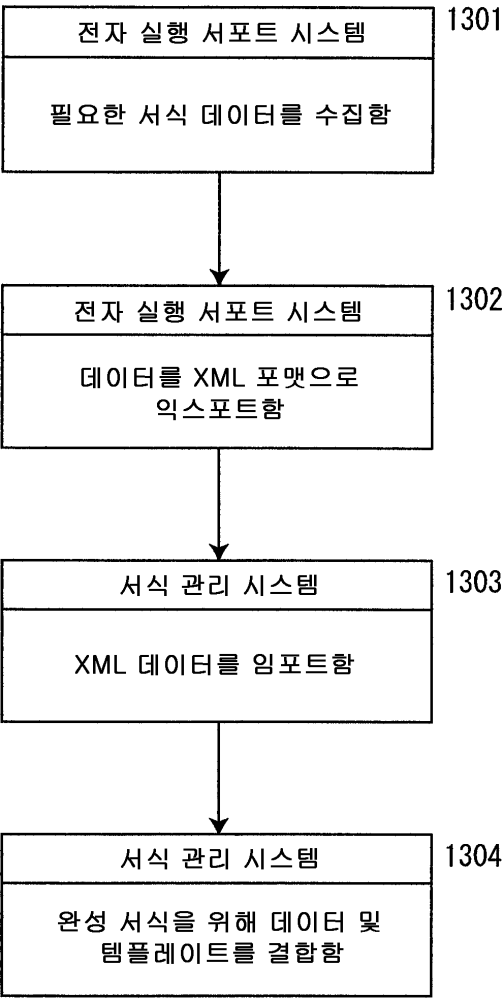 전자 실행 서포트 시스템
1301
필요한 서식 데이터를 수집함
전자 실행 서포트 시스템
1302
데이터를 XML 포맷으로
익스포트함
서식 관리 시스템
1303
XML 데이터를 임포트함
서식 관리 시스템
1304
완성 서식을 위해 데이터 및
템플레이트를 결합함